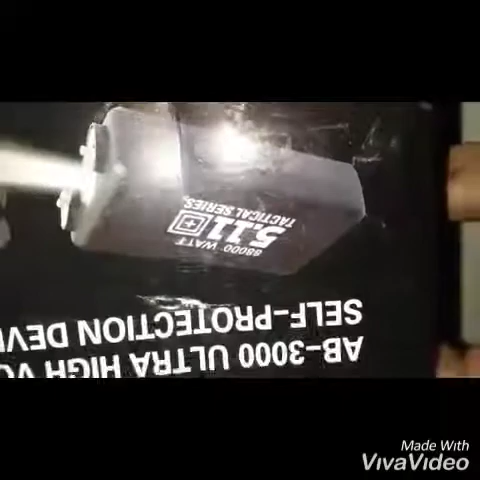 AB-3000 ULTRA HIGH
SELF-PROTECTION
88000 WATT
5.11
TACTICAL SERIES.
Made With
VivaVideo